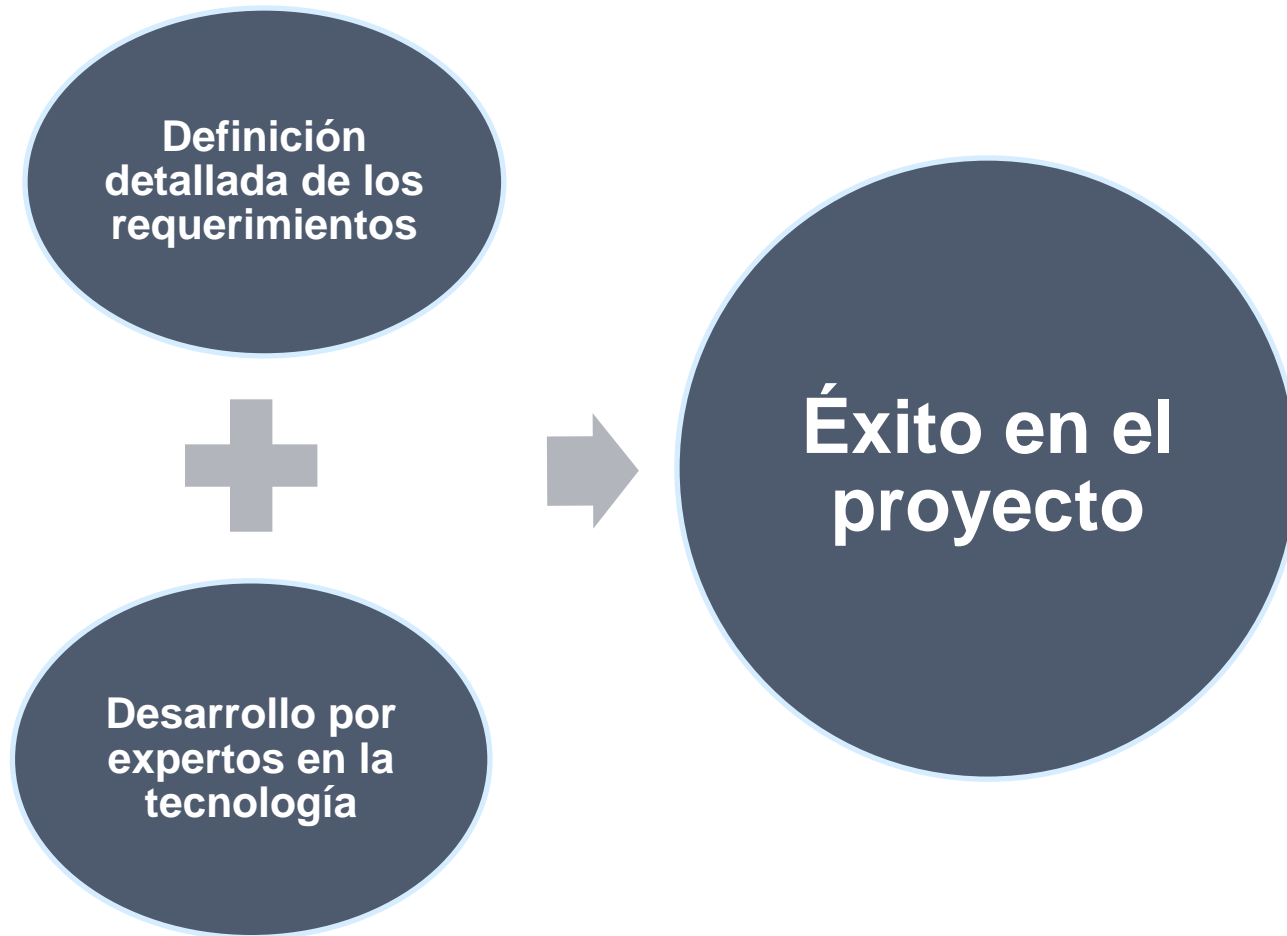 Definición
detallada de los
requerimientos
Desarrollo por
expertos en la
tecnología
Éxito en el
proyecto